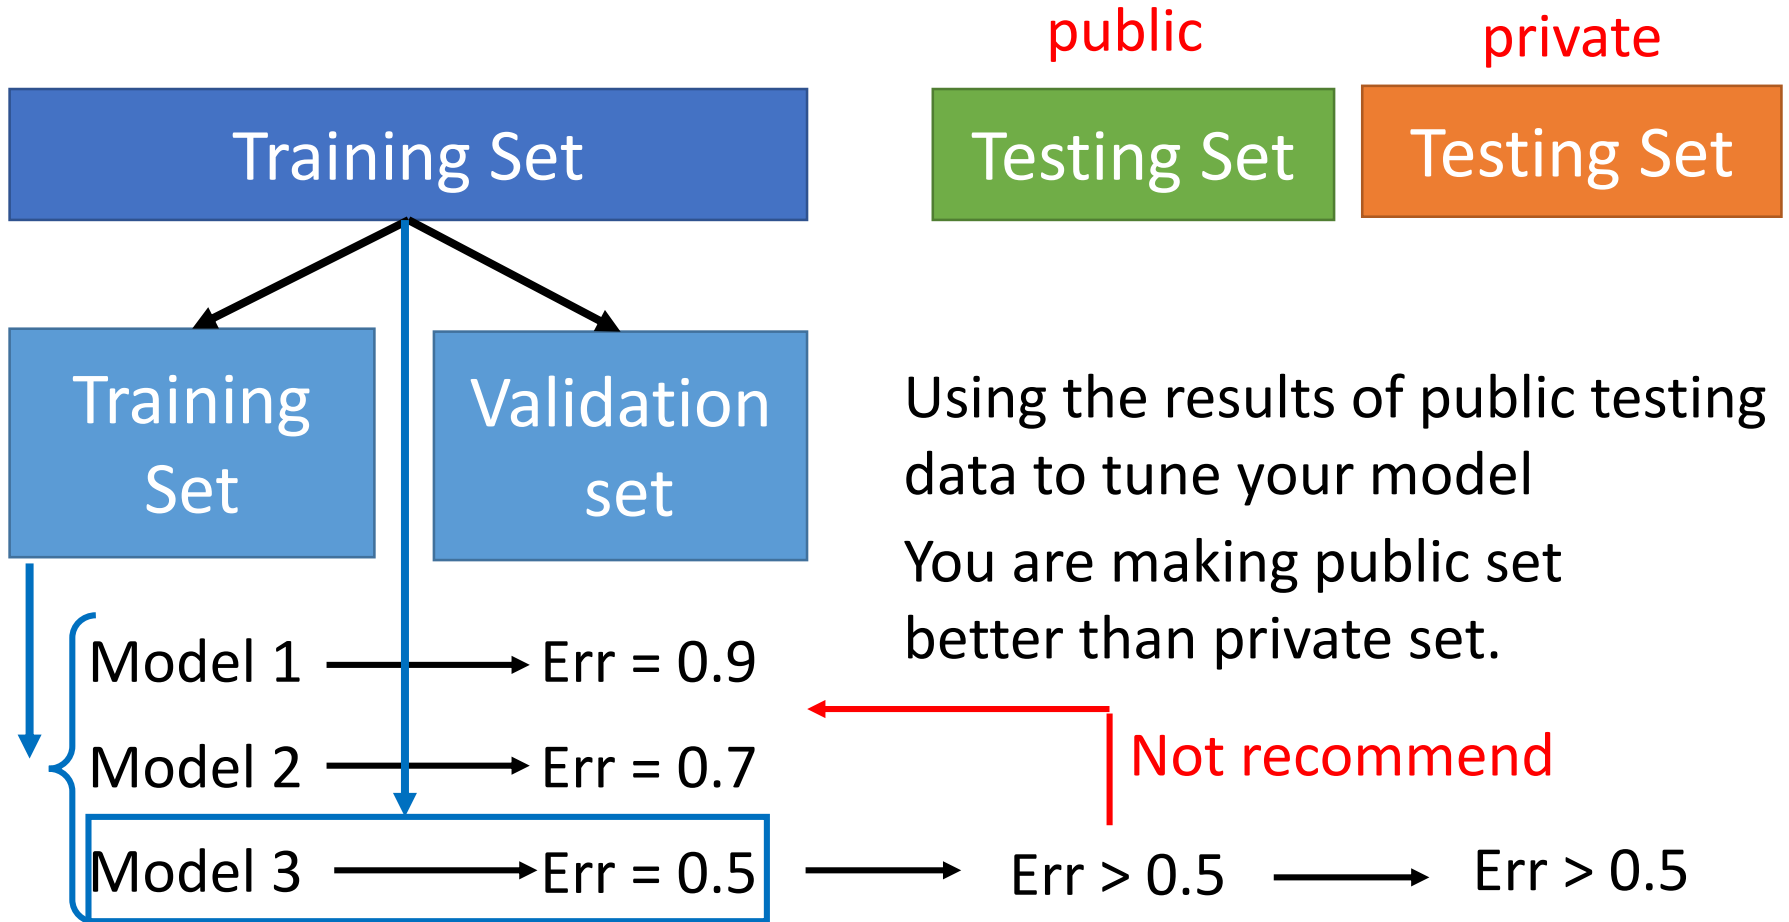 public
private
Training Set
Testing Set
Testing Set
Training
Set
Validation
set
Using the results of public testing
data to tune your model
You are making public set
better than private set.
Model 1
Err = 0.9
Model 2
Err = 0.7
Not recommend
Model 3
Err = 0.5
Err > 0.5
Err > 0.5